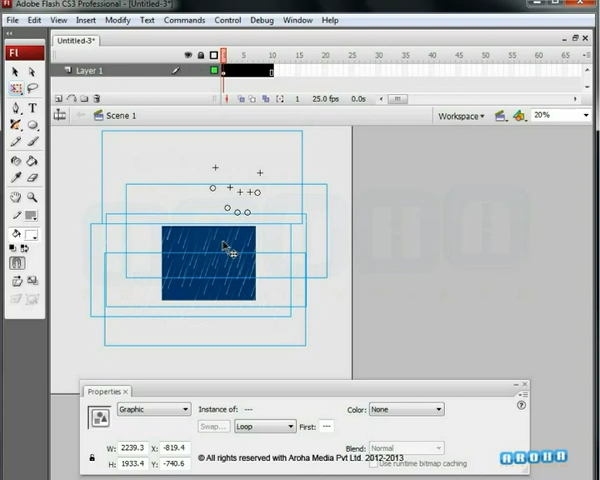 Adobe Flash CS3 Professional - [Untitled-3*]
File Edit View Insert Modify Text Commands Control Debug Window Help
Untitled-3*
Fl
5 10 15 20 25 30 35 40 45 50 55 60 65
Layer 1
1 25.0 fps 0.0s
Scene 1 Workspace 20%
Properties
Graphic Instance of: --- Color: None
Swap... Loop First: ---
W: 2239.3 X: -819.4 Blend: Normal
H: 1933.4 Y: -740.6 Use runtime bitmap caching
© All rights reserved with Aroha Media Pvt Ltd. 2012-2013
AROHA